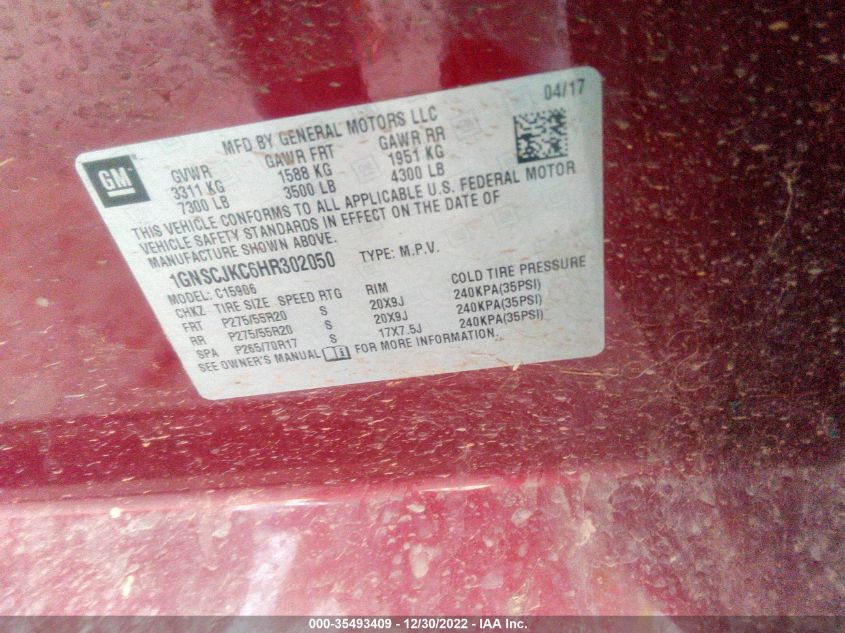 04/17
MFD BY GENERAL MOTORS LLC
GM
GVWR GAWR FRT GAWR RR
3311 KG 1588 KG 1951 KG
7300 LB 3500 LB 4300 LB
THIS VEHICLE CONFORMS TO ALL APPLICABLE U.S. FEDERAL MOTOR
VEHICLE SAFETY STANDARDS IN EFFECT ON THE DATE OF
MANUFACTURE SHOWN ABOVE.
1GNSCJKC6HR302050 TYPE: M.P.V.
MODEL: C15906
CHKZ TIRE SIZE SPEED RTG RIM COLD TIRE PRESSURE
FRT P275/55R20 S 20X9J 240KPA(35PSI)
RR P275/55R20 S 20X9J 240KPA(35PSI)
SPA P265/70R17 S 17X7.5J 240KPA(35PSI)
SEE OWNER'S MANUAL FOR MORE INFORMATION.
000-35493409 - 12/30/2022 - IAA Inc.